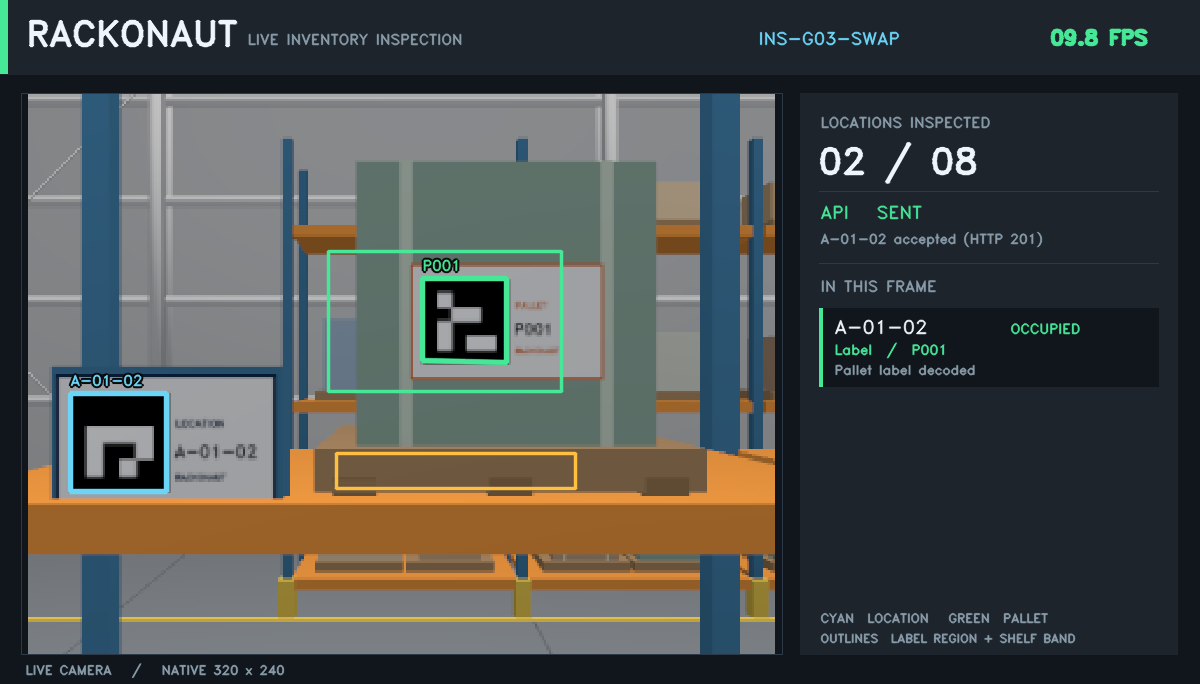 RACKONAUT LIVE INVENTORY INSPECTION INS-G03-SWAP 09.8 FPS
LOCATIONS INSPECTED
02 / 08
API SENT
A-01-02 accepted (HTTP 201)
IN THIS FRAME
A-01-02 OCCUPIED
Label / P001
Pallet label decoded
P001
PALLET
P001
RACKONAUT
A-01-02
LOCATION
A-01-02
RACKONAUT
CYAN LOCATION GREEN PALLET
OUTLINES LABEL REGION + SHELF BAND
LIVE CAMERA / NATIVE 320 x 240